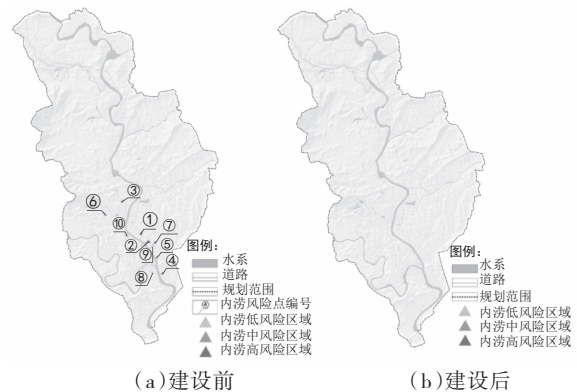 ③
⑥
⑩ ① ⑦
② ⑨ ⑤
⑧ ④
图例：
水系
道路
规划范围
④ 内涝风险点编号
内涝低风险区域
内涝中风险区域
内涝高风险区域
（a）建设前
图例：
水系
道路
规划范围
内涝低风险区域
内涝中风险区域
内涝高风险区域
（b）建设后